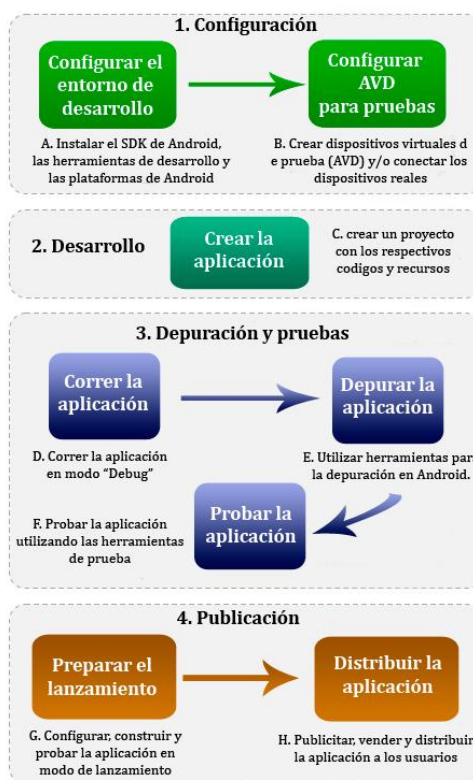 1. Configuración
Configurar el
entorno de
desarrollo
Configurar
AVD
para pruebas
A. Instalar el SDK de Android,
las herramientas de desarrollo y
las plataformas de Android
B. Crear dispositivos virtuales d
e prueba (AVD) y/o conectar los
dispositivos reales
2. Desarrollo
Crear la
aplicación
C. crear un proyecto
con los respectivos
codigos y recursos
3. Depuración y pruebas
Correr la
aplicación
Depurar la
aplicación
D. Correr la aplicación
en modo “Debug”
E. Utilizar herramientas par
la depuración en Android.
Probar la
aplicación
F. Probar la aplicación
utilizando las herramientas
de prueba
4. Publicación
Preparar el
lanzamiento
Distribuir la
aplicación
G. Configurar, construir y
probar la aplicación en
modo de lanzamiento
H. Publicitar, vender y distribuir
la aplicación a los usuarios